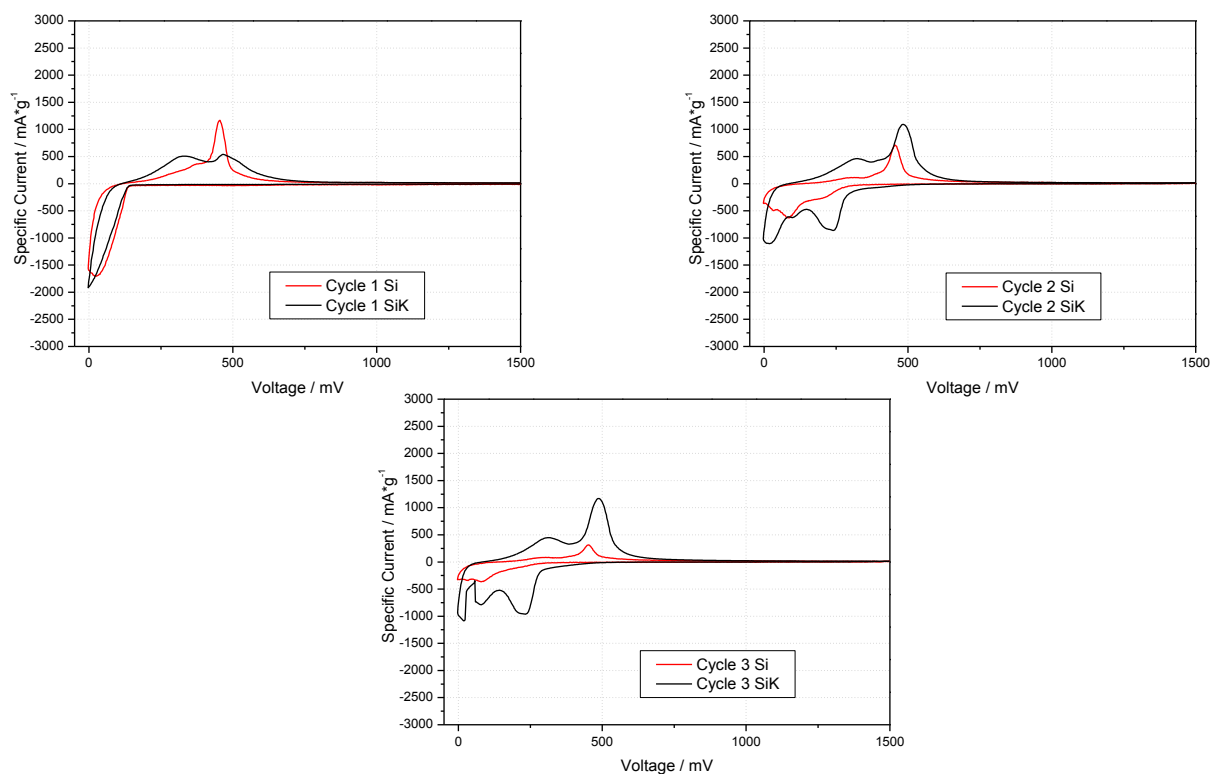 3000
2500
2000
1500
1000
500
0
-500
-1000
-1500
-2000
-2500
-3000
Specific Current / mA*g-1
Cycle 1 Si
Cycle 1 SiK
0 500 1000 1500
Voltage / mV
3000
2500
2000
1500
1000
500
0
-500
-1000
-1500
-2000
-2500
-3000
Specific Current / mA*g-1
Cycle 2 Si
Cycle 2 SiK
0 500 1000 1500
Voltage / mV
3000
2500
2000
1500
1000
500
0
-500
-1000
-1500
-2000
-2500
-3000
Specific Current / mA*g-1
Cycle 3 Si
Cycle 3 SiK
0 500 1000 1500
Voltage / mV